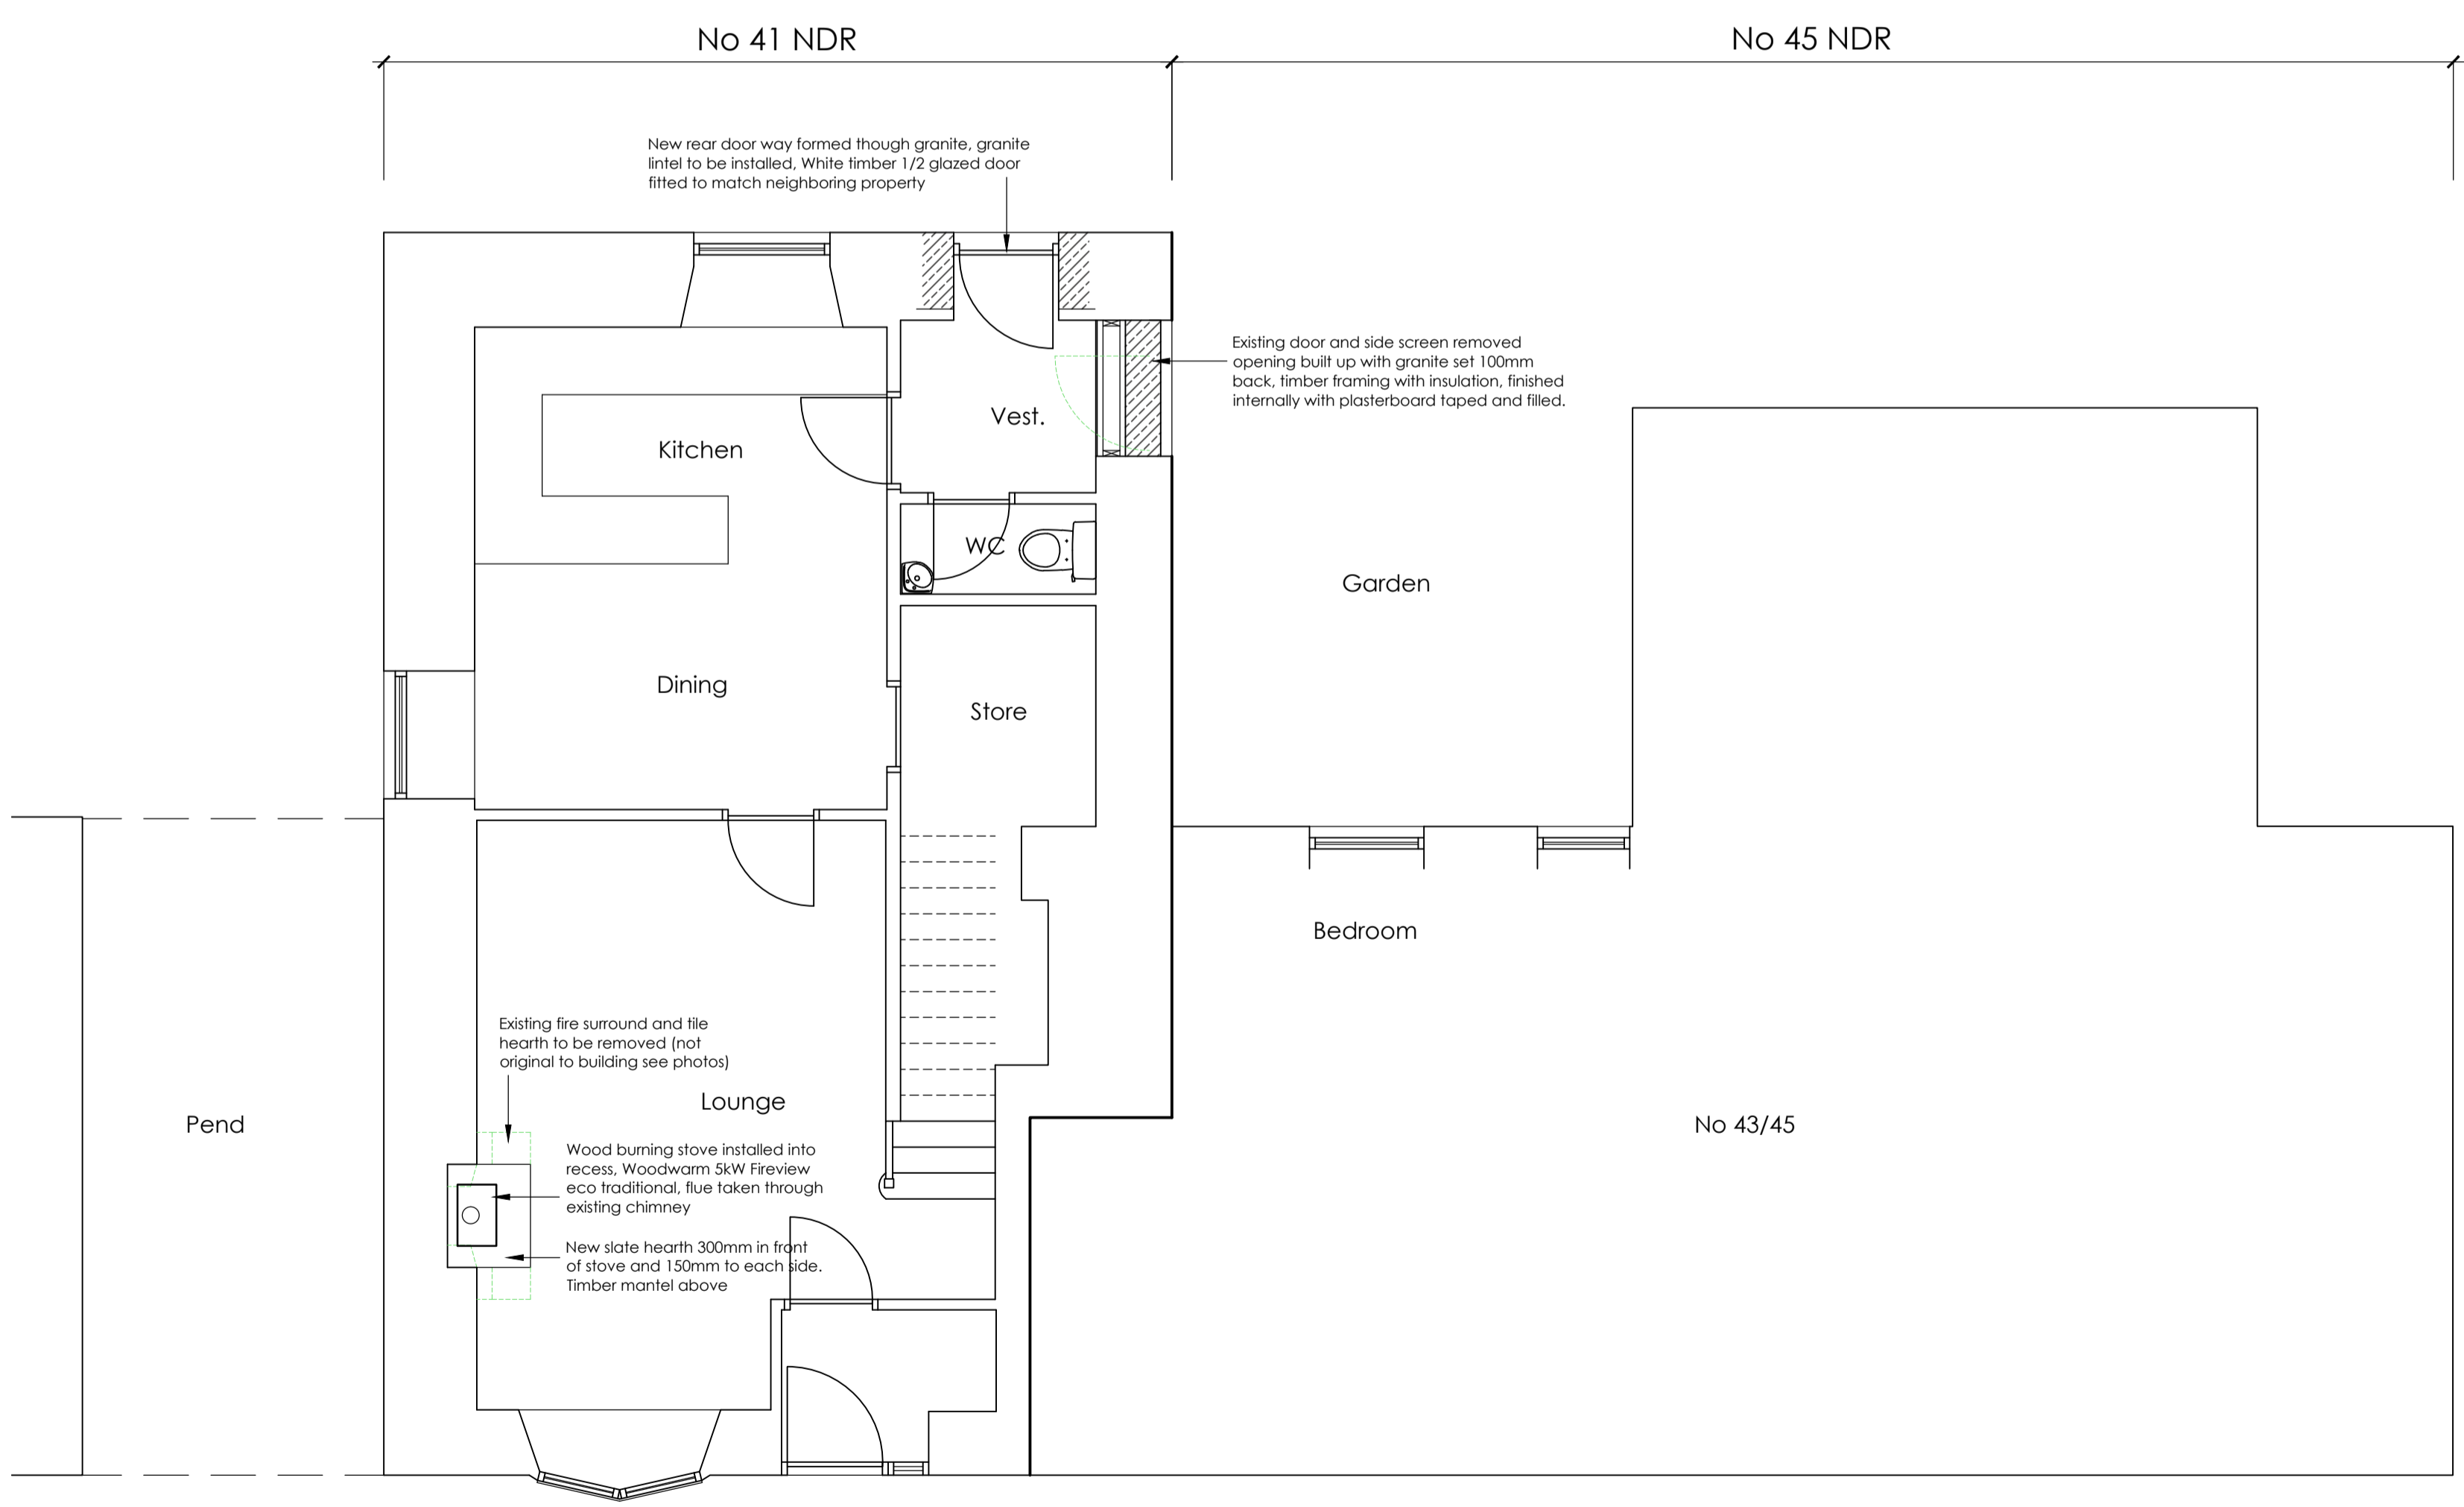 No 41 NDR
No 45 NDR
New rear door way formed though granite, granite
lintel to be installed, White timber 1/2 glazed door
fitted to match neighboring property
Existing door and side screen removed
opening built up with granite set 100mm
back, timber framing with insulation, finished
internally with plasterboard taped and filled.
Vest.
Kitchen
WC
Garden
Dining
Store
Bedroom
Existing fire surround and tile
hearth to be removed (not
original to building see photos)
Lounge
Pend
No 43/45
Wood burning stove installed into
recess, Woodwarm 5kW Fireview
eco traditional, flue taken through
existing chimney
New slate hearth 300mm in front
of stove and 150mm to each side.
Timber mantel above